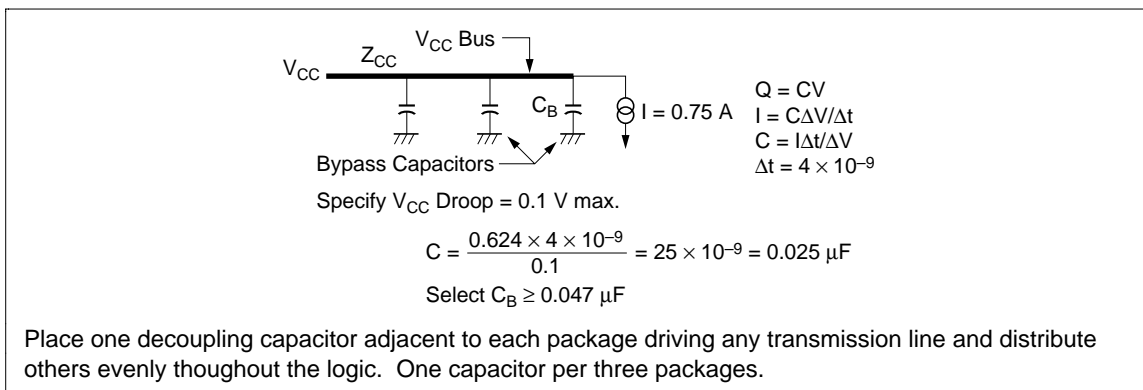 V_CC Bus
Z_CC
V_CC
C_B
I = 0.75 A
Q = CV
I = CΔV/Δt
C = IΔt/ΔV
Δt = 4 × 10⁻⁹
Bypass Capacitors
Specify V_CC Droop = 0.1 V max.
C = 0.624 × 4 × 10⁻⁹ / 0.1 = 25 × 10⁻⁹ = 0.025 μF
Select C_B ≥ 0.047 μF
Place one decoupling capacitor adjacent to each package driving any transmission line and distribute
others evenly thoughout the logic. One capacitor per three packages.